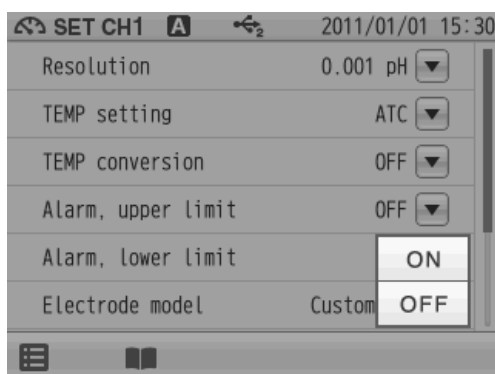 SET CH1 A 2 2011/01/01 15:30
Resolution 0.001 pH
TEMP setting ATC
TEMP conversion OFF
Alarm, upper limit OFF
Alarm, lower limit ON
Electrode model Custom OFF